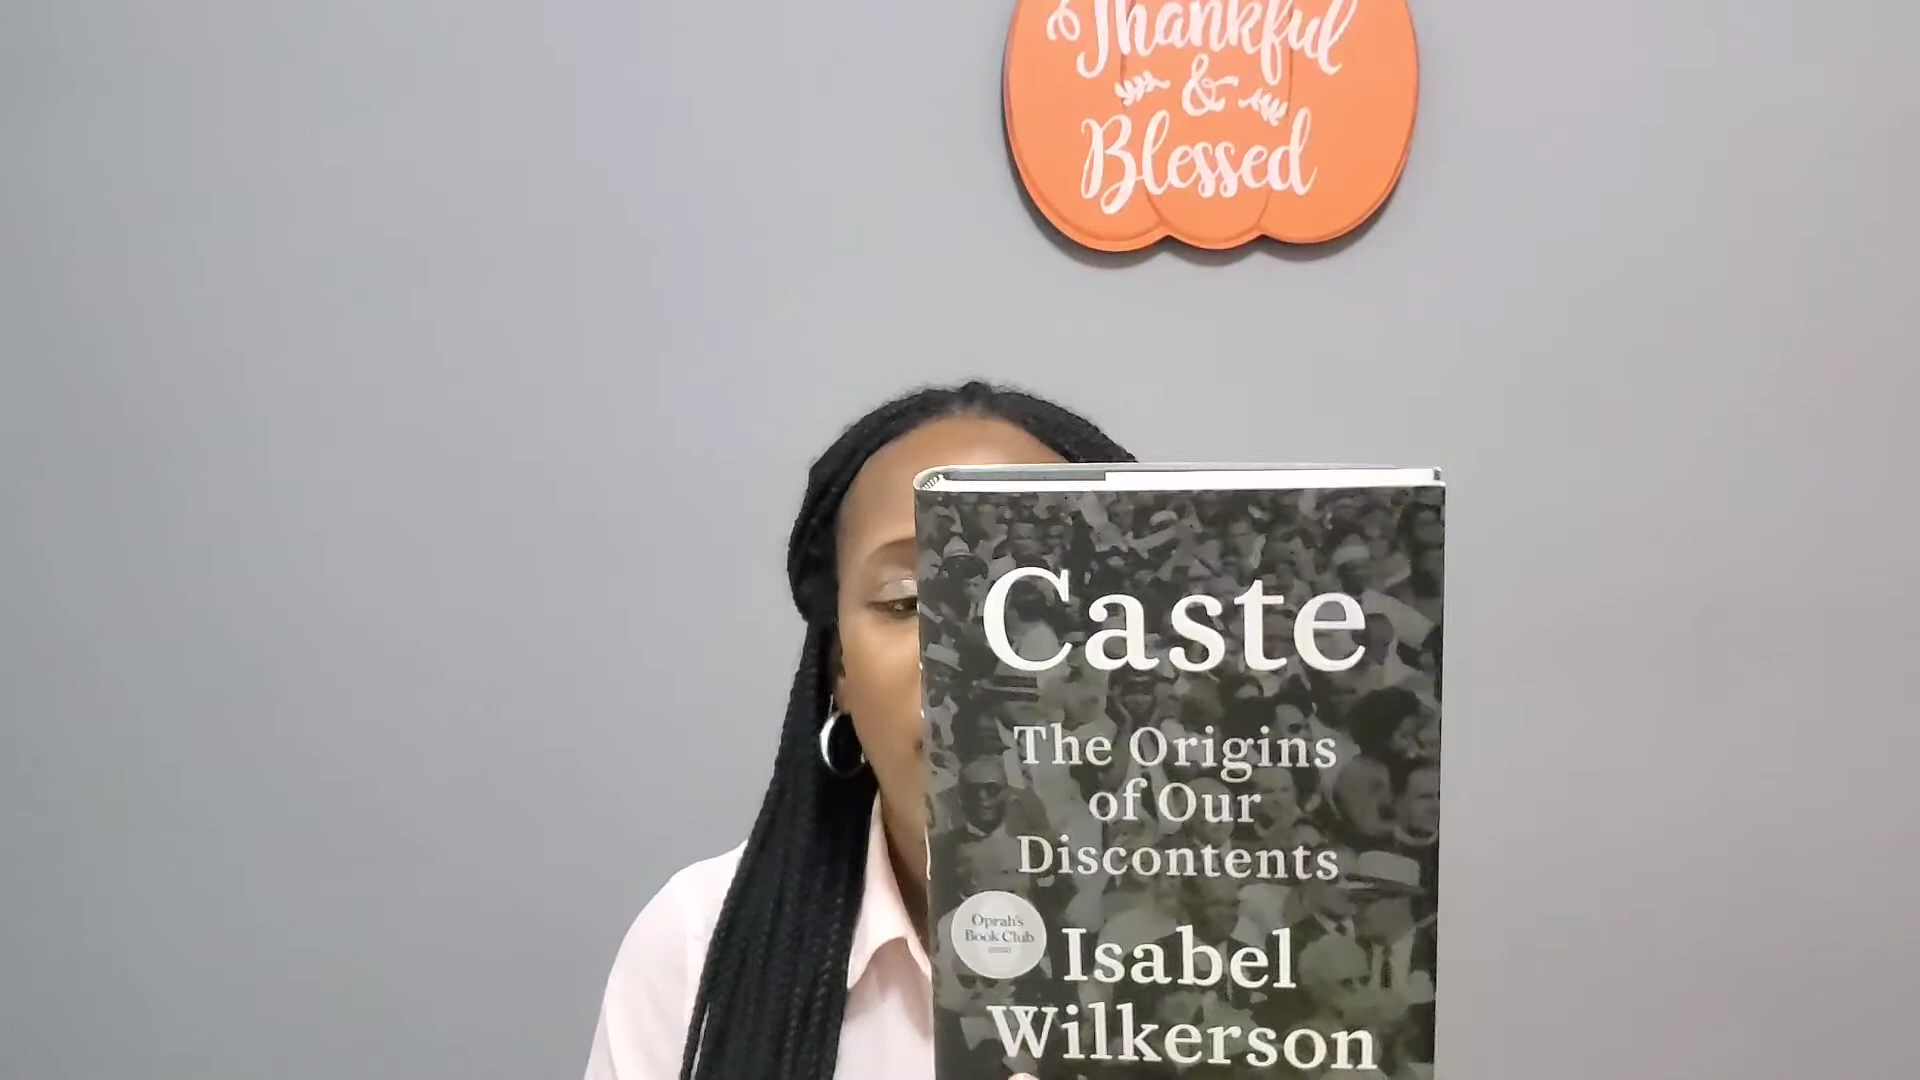 Thankful
&
Blessed
Caste
The Origins
of Our
Discontents
Oprah's
Book Club
Isabel
Wilkerson